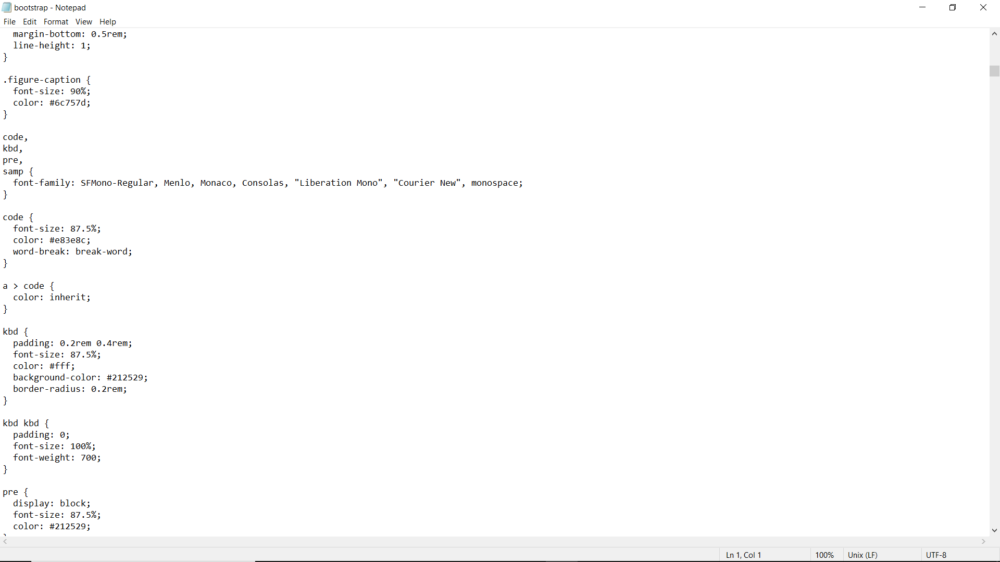 bootstrap - Notepad
File Edit Format View Help
  margin-bottom: 0.5rem;
  line-height: 1;
}

.figure-caption {
  font-size: 90%;
  color: #6c757d;
}

code,
kbd,
pre,
samp {
  font-family: SFMono-Regular, Menlo, Monaco, Consolas, "Liberation Mono", "Courier New", monospace;
}

code {
  font-size: 87.5%;
  color: #e83e8c;
  word-break: break-word;
}

a > code {
  color: inherit;
}

kbd {
  padding: 0.2rem 0.4rem;
  font-size: 87.5%;
  color: #fff;
  background-color: #212529;
  border-radius: 0.2rem;
}

kbd kbd {
  padding: 0;
  font-size: 100%;
  font-weight: 700;
}

pre {
  display: block;
  font-size: 87.5%;
  color: #212529;
}
Ln 1, Col 1 100% Unix (LF) UTF-8